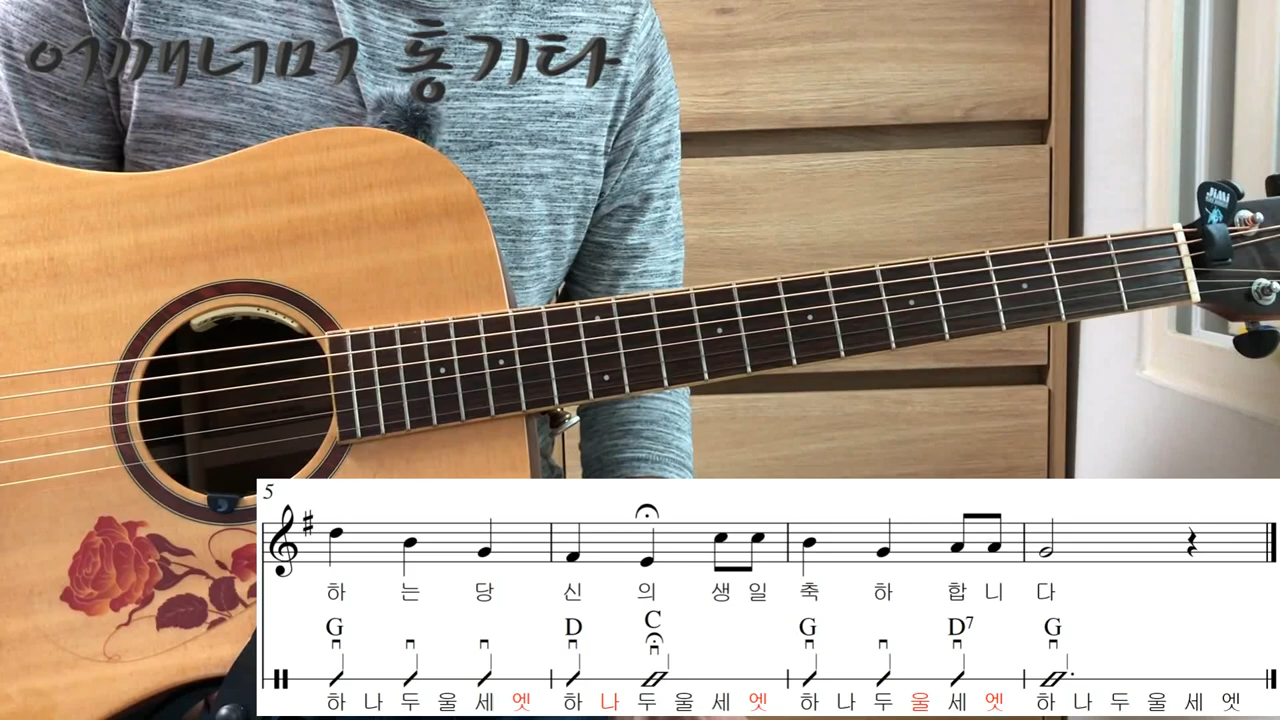 어깨너머 통기타
JiMi
5
하 는 당 신 의 생 일 축 하 합 니 다
G D C G D7 G
하 나 두 울 세 엣 하 나 두 울 세 엣 하 나 두 울 세 엣 하 나 두 울 세 엣